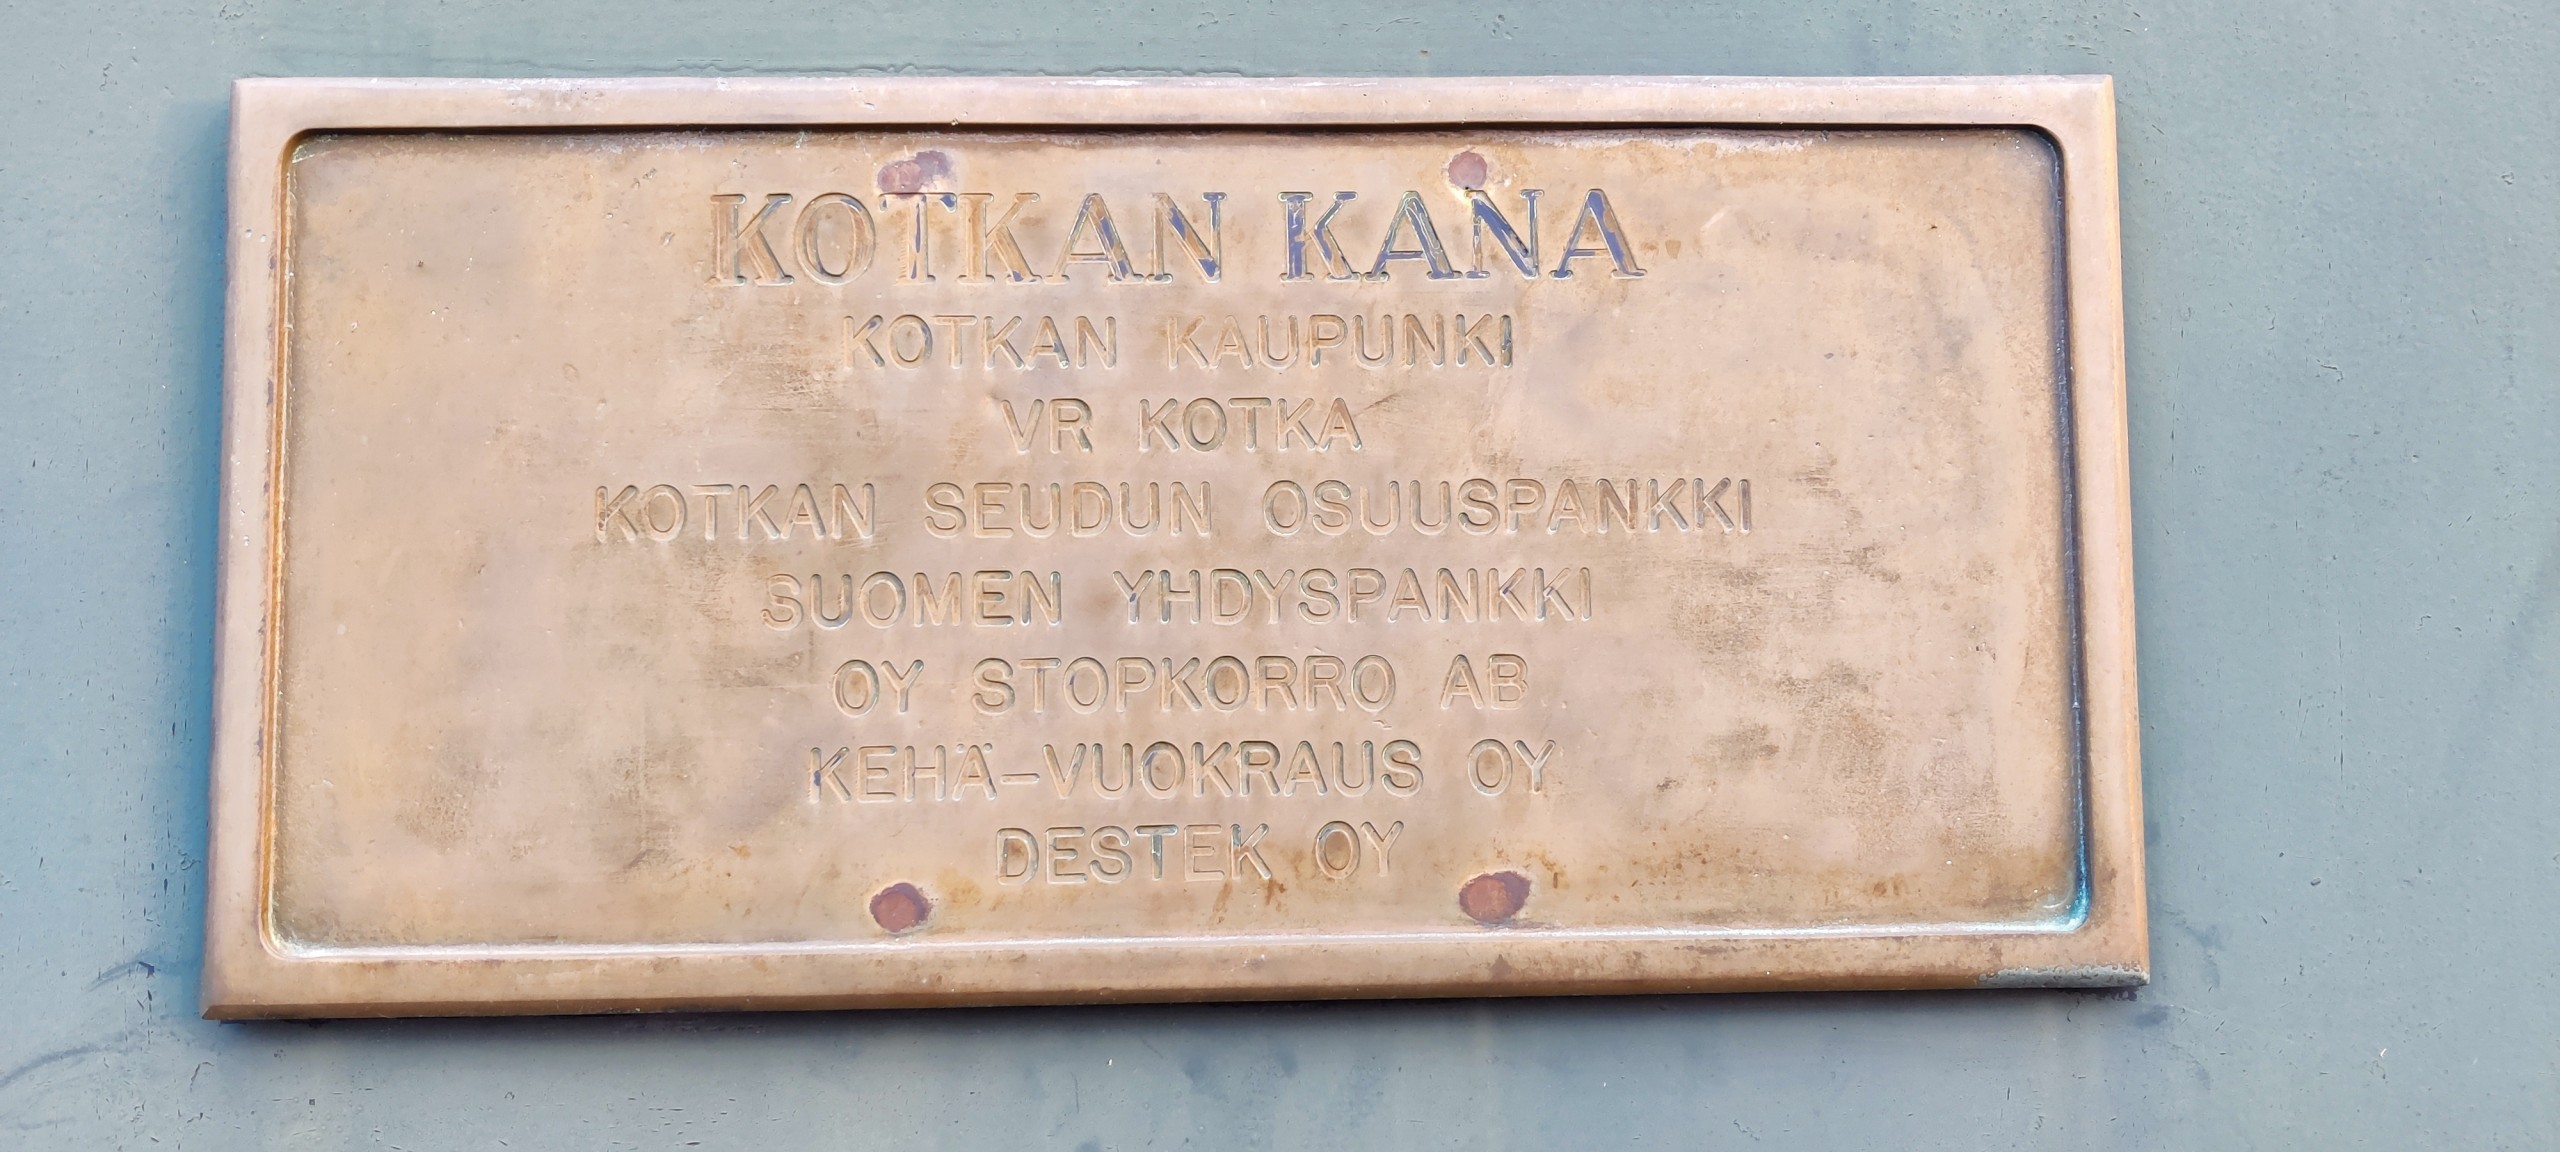 KOTKAN KANA
KOTKAN KAUPUNKI
VR KOTKA
KOTKAN SEUDUN OSUUSPANKKI
SUOMEN YHDYSPANKKI
OY STOPKORRO AB
KEHÄ-VUOKRAUS OY
DESTEK OY